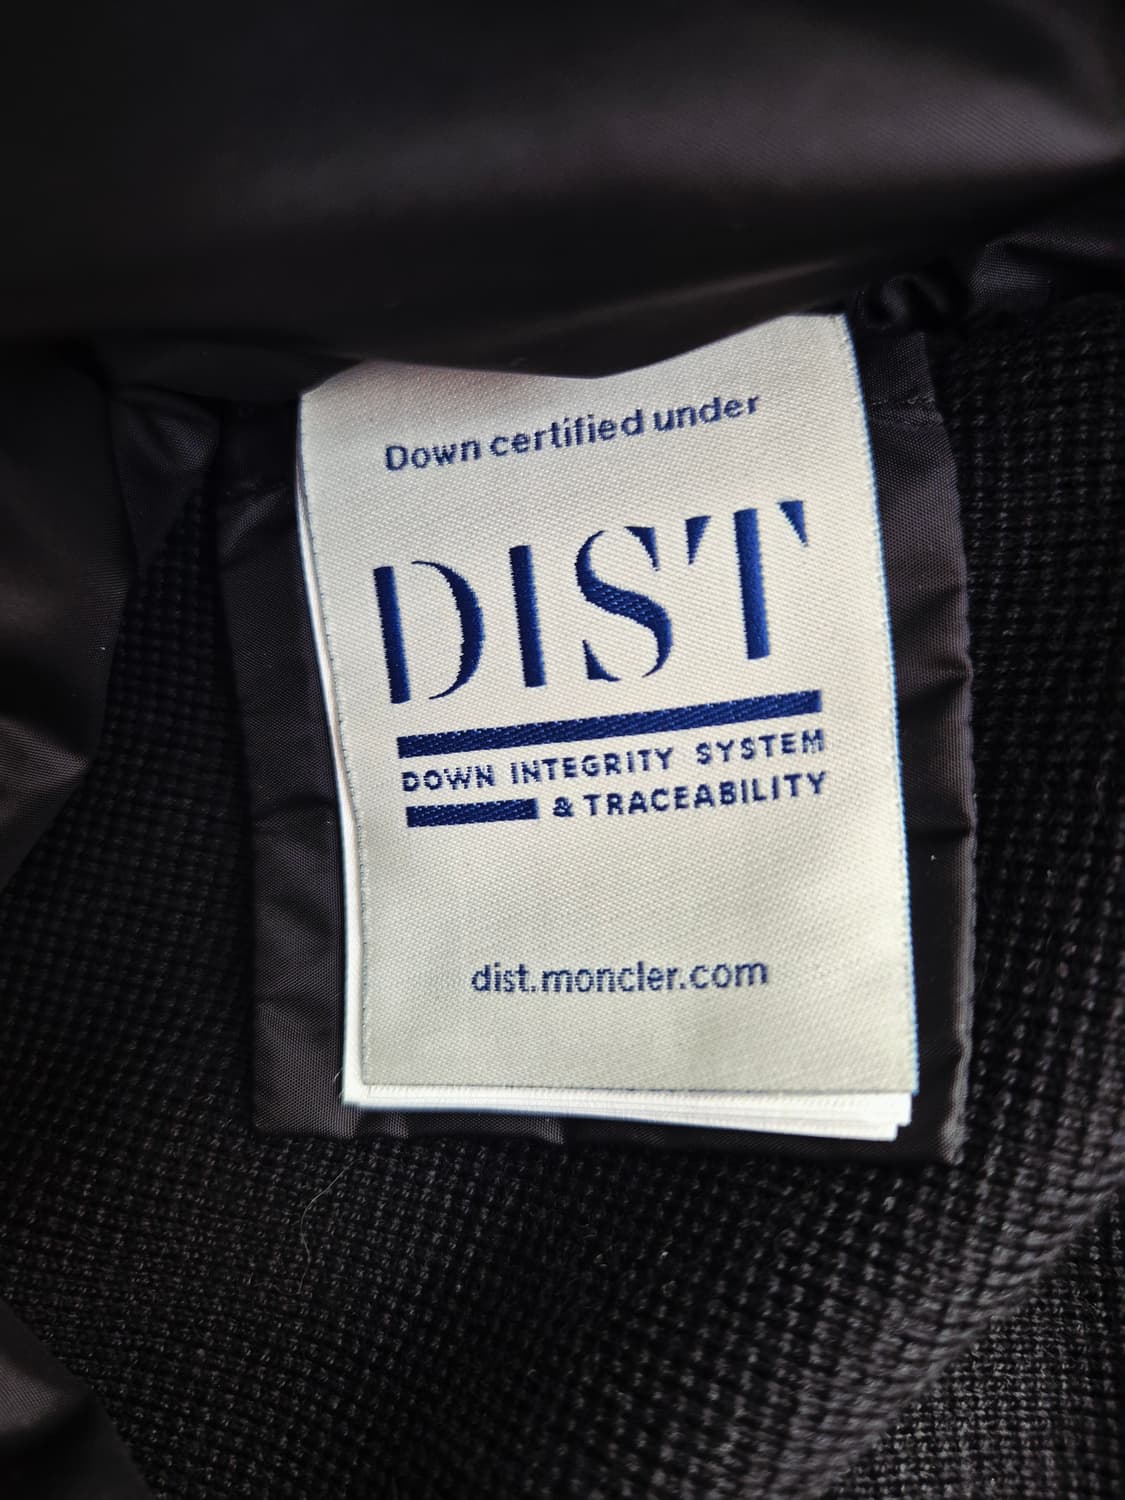 Down certified under
DIST
DOWN INTEGRITY SYSTEM
& TRACEABILITY
dist.moncler.com